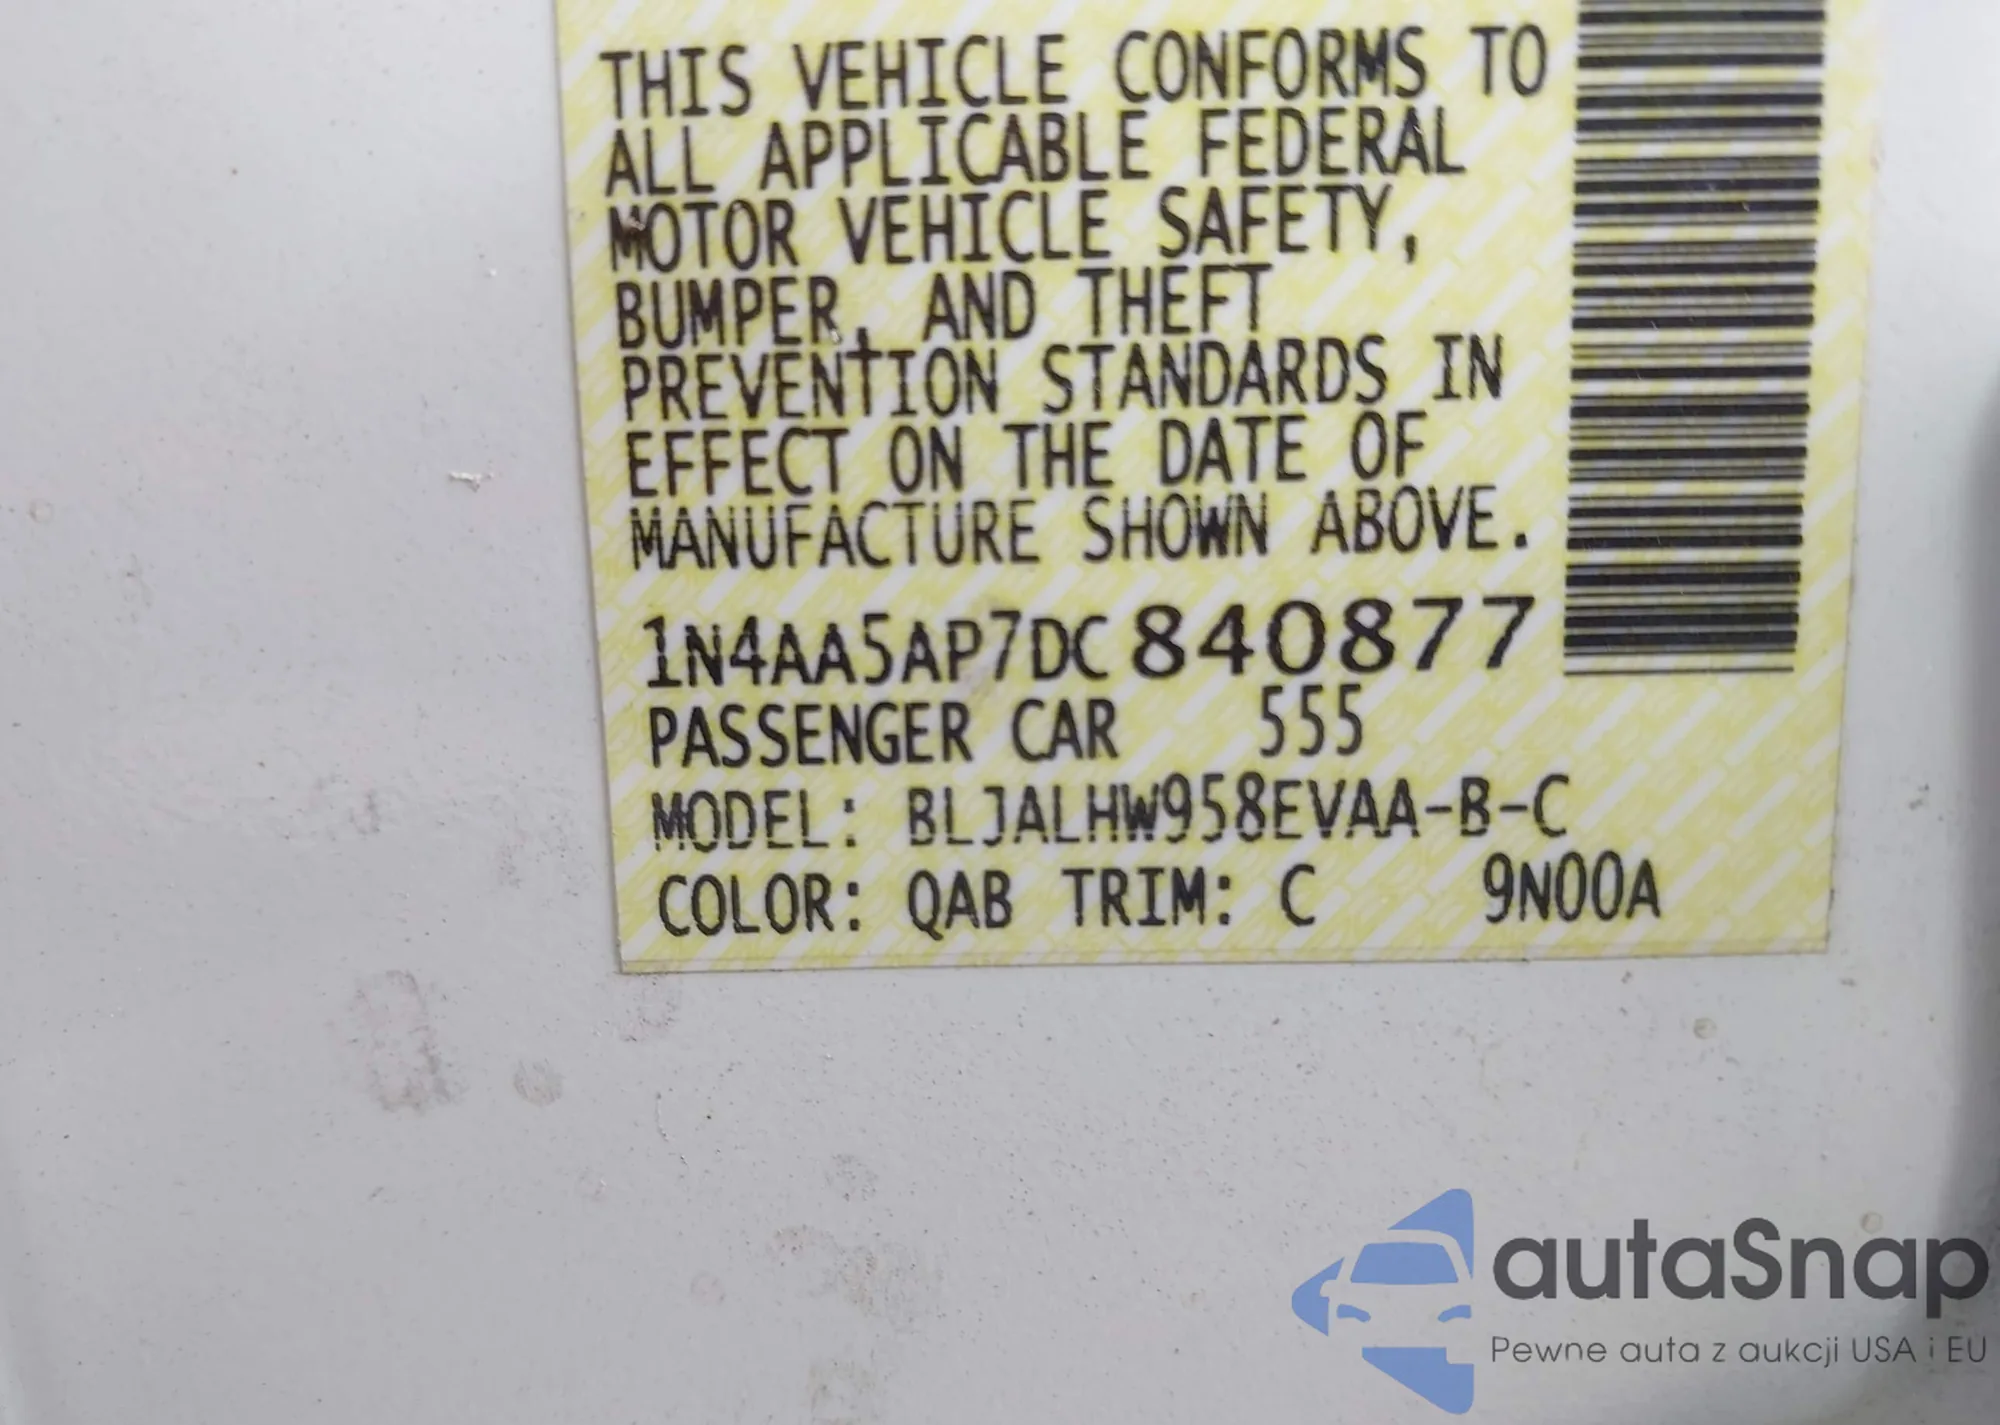 THIS VEHICLE CONFORMS TO
ALL APPLICABLE FEDERAL
MOTOR VEHICLE SAFETY,
BUMPER, AND THEFT
PREVENTION STANDARDS IN
EFFECT ON THE DATE OF
MANUFACTURE SHOWN ABOVE.
1N4AA5AP7DC840877
PASSENGER CAR 555
MODEL: BLJALHW958EVAA-B-C
COLOR: QAB TRIM: C 9N00A
autaSnap
Pewne auta z aukcji USA i EU